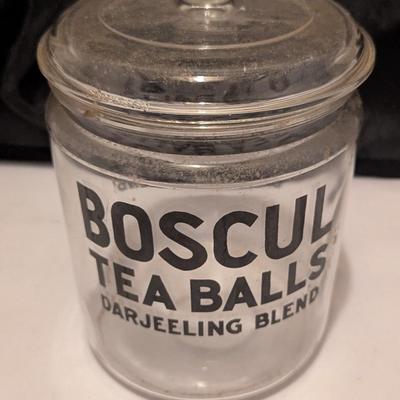 BOSCUL
TEA BALLS
DARJEELING BLEND